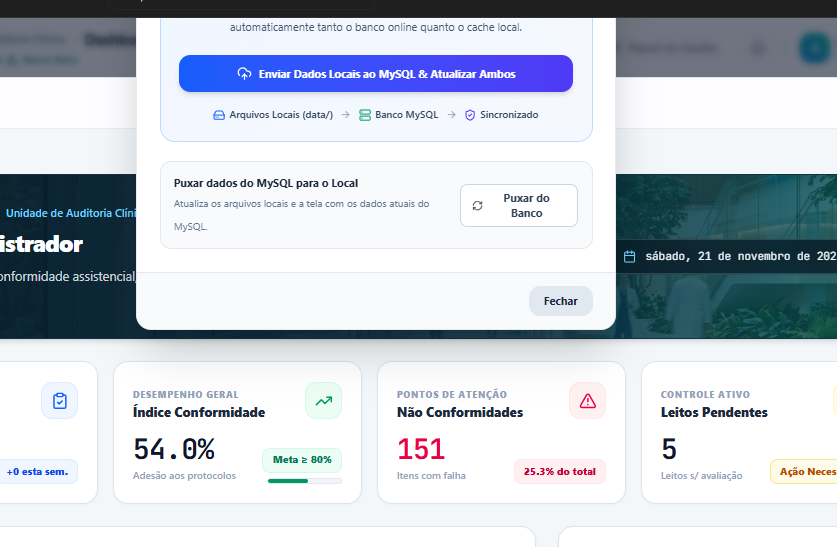 automaticamente tanto o banco online quanto o cache local.
Enviar Dados Locais ao MySQL & Atualizar Ambos
Arquivos Locais (data/) → Banco MySQL → Sincronizado
Puxar dados do MySQL para o Local
Atualiza os arquivos locais e a tela com os dados atuais do
MySQL.
Puxar do
Banco
Fechar
Unidade de Auditoria Clíni
istrador
onformidade assistencial,
sábado, 21 de novembro de 202
+0 esta sem.
DESEMPENHO GERAL
Índice Conformidade
54.0%
Adesão aos protocolos
Meta ≥ 80%
PONTOS DE ATENÇÃO
Não Conformidades
151
Itens com falha
25.3% do total
CONTROLE ATIVO
Leitos Pendentes
5
Leitos s/ avaliação
Ação Neces